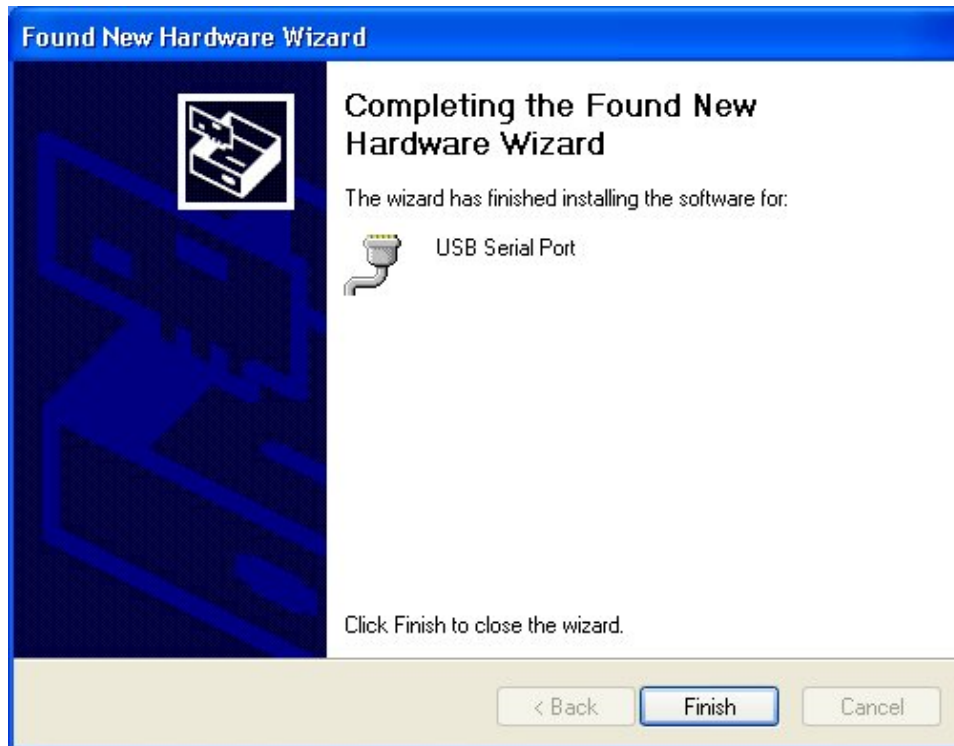 Found New Hardware Wizard
Completing the Found New
Hardware Wizard
The wizard has finished installing the software for:
USB Serial Port
Click Finish to close the wizard.
< Back
Finish
Cancel